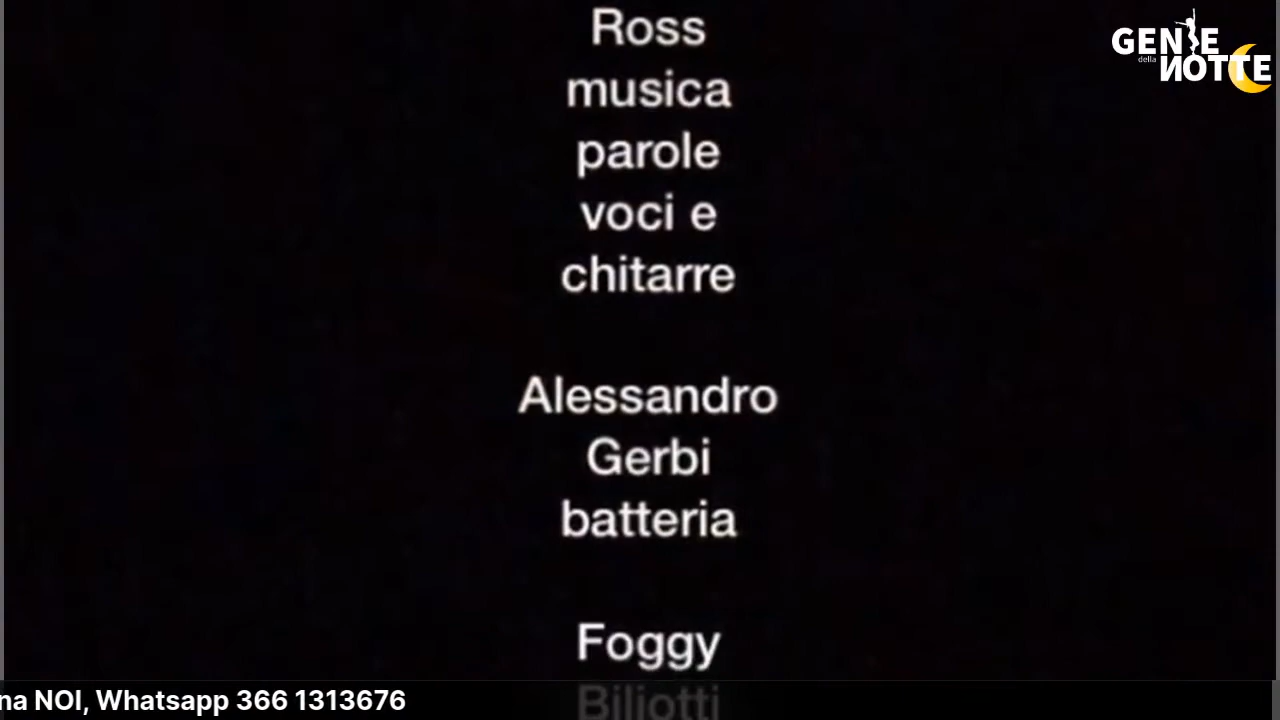 Ross
musica
parole
voci e
chitarre
Alessandro
Gerbi
batteria
Foggy
Biliotti
GENTE
della NOTTE
na NOI, Whatsapp 366 1313676